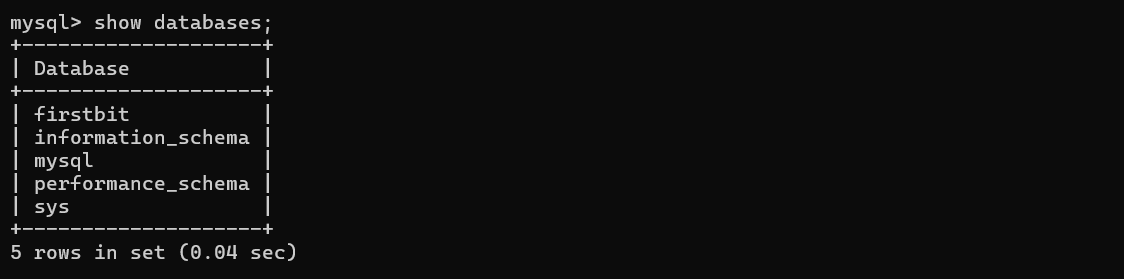 mysql> show databases;
+--------------------+
| Database           |
+--------------------+
| firstbit           |
| information_schema |
| mysql              |
| performance_schema |
| sys                |
+--------------------+
5 rows in set (0.04 sec)